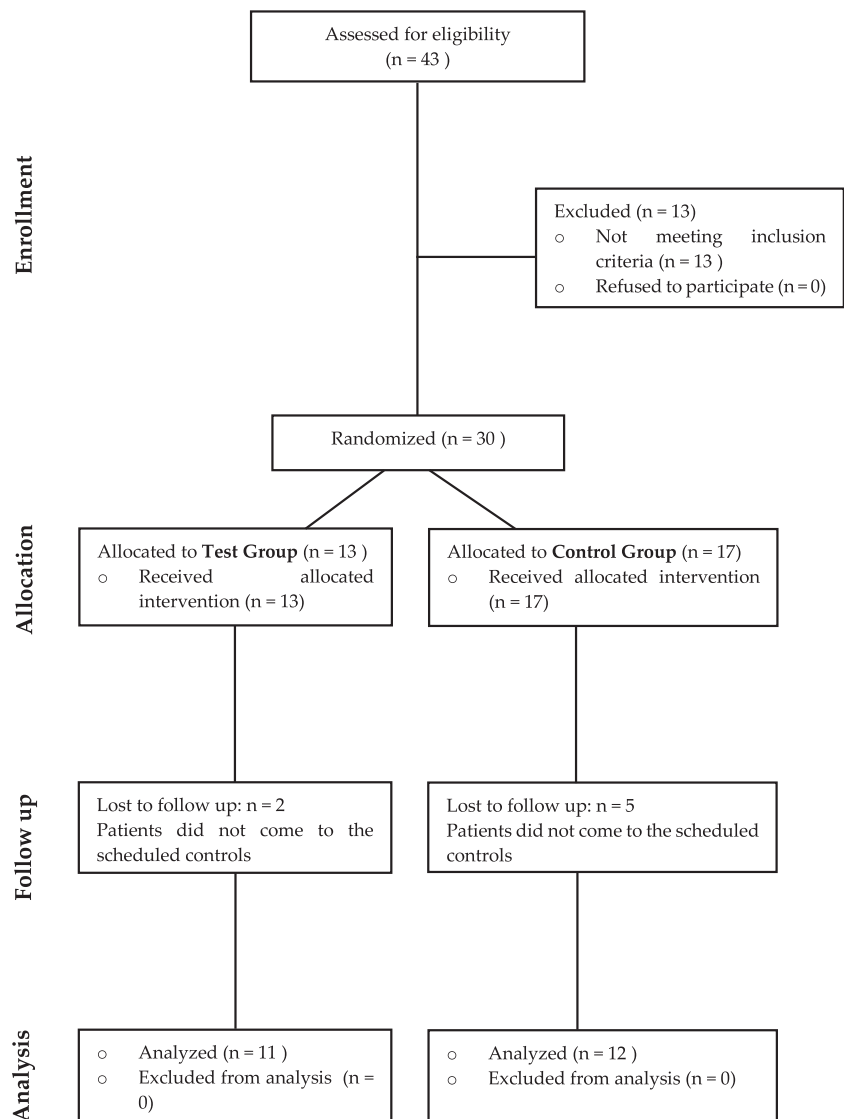 Assessed for eligibility
(n = 43 )
Enrollment
Excluded (n = 13)
○ Not meeting inclusion
criteria (n = 13 )
○ Refused to participate (n = 0)
Randomized (n = 30 )
Allocation
Allocated to Test Group (n = 13 )
○ Received allocated
intervention (n = 13)
Allocated to Control Group (n = 17)
○ Received allocated intervention
(n = 17)
Follow up
Lost to follow up: n = 2
Patients did not come to the
scheduled controls
Lost to follow up: n = 5
Patients did not come to the scheduled
controls
Analysis
○ Analyzed (n = 11 )
○ Excluded from analysis (n =
0)
○ Analyzed (n = 12 )
○ Excluded from analysis (n = 0)